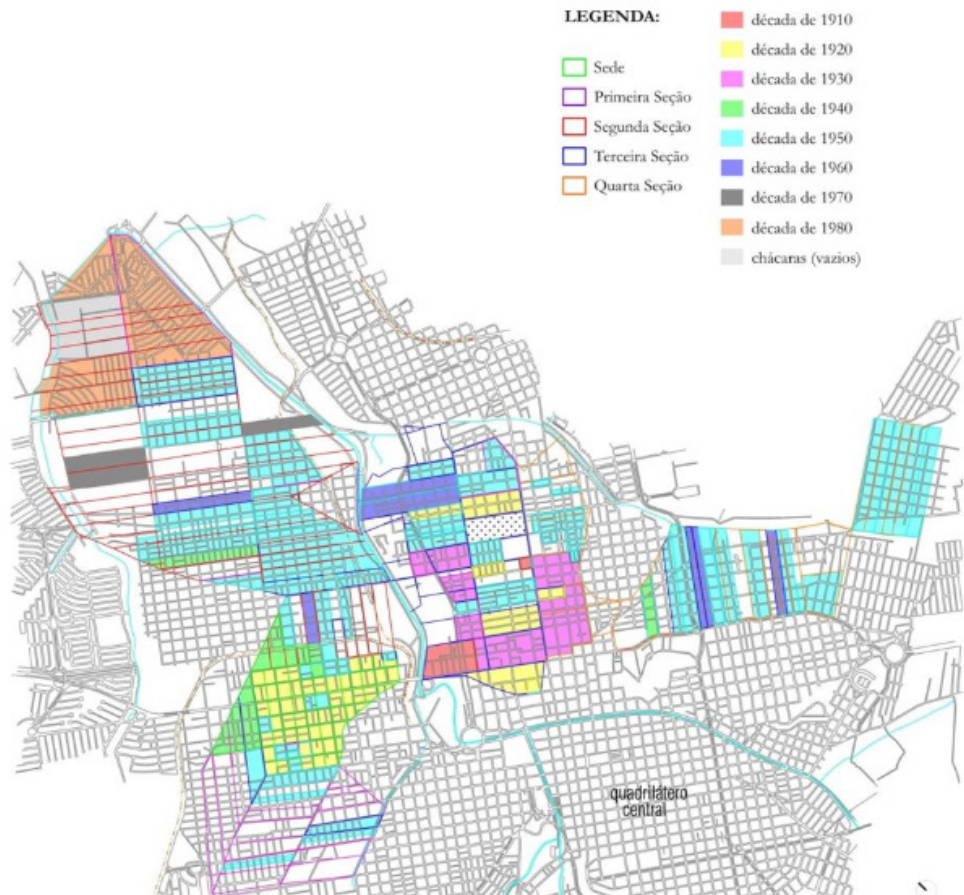 LEGENDA:
Sede
Primeira Seção
Segunda Seção
Terceira Seção
Quarta Seção
década de 1910
década de 1920
década de 1930
década de 1940
década de 1950
década de 1960
década de 1970
década de 1980
chácaras (vazios)
quadrilátero
central